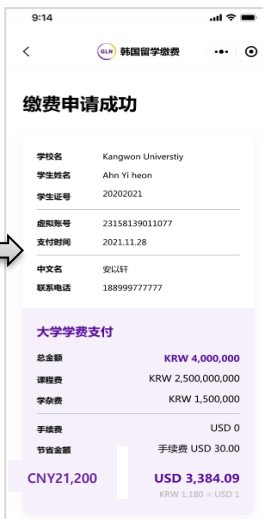 9:14
GLN 韩国留学缴费
缴费申请成功
学校名 Kangwon Universtiy
学生姓名 Ahn Yi heon
学生证号 20202021
虚拟账号 23158139011077
支付时间 2021.11.28
中文名 安以轩
联系电话 188999777777
大学学费支付
总金额 KRW 4,000,000
课程费 KRW 2,500,000,000
学杂费 KRW 1,500,000
手续费 USD 0
节省金额 手续费 USD 30.00
CNY21,200 USD 3,384.09
KRW 1,180 = USD 1